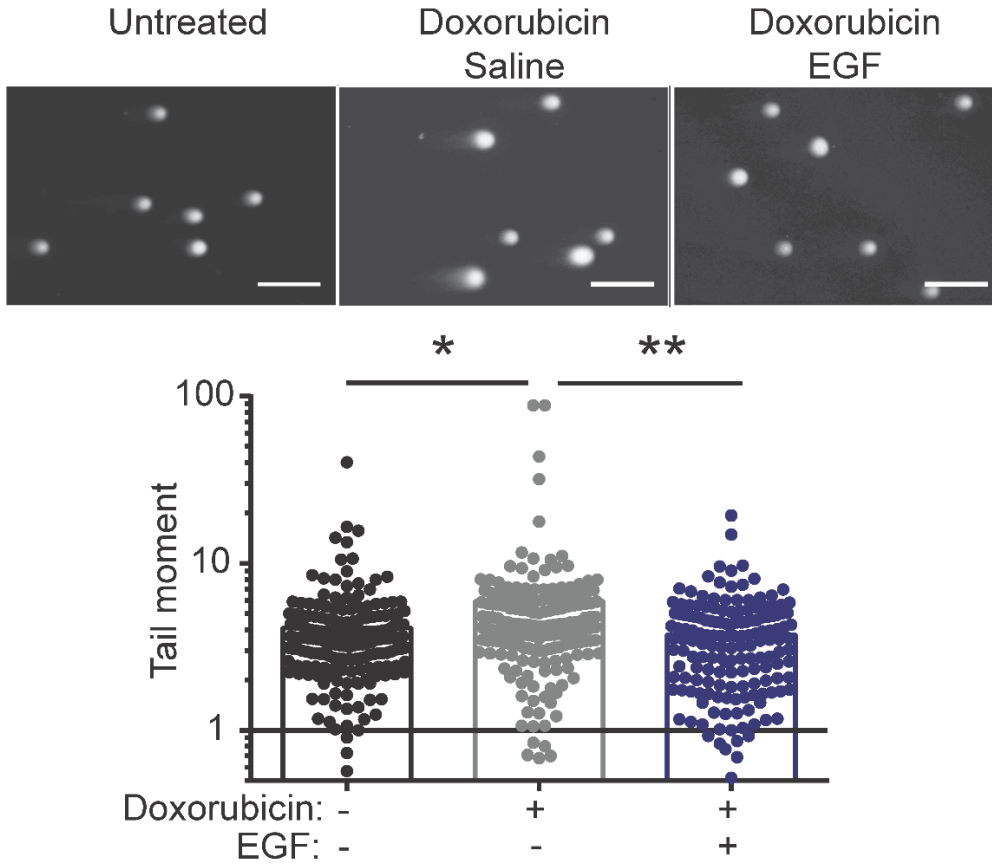 Untreated
Doxorubicin
Saline
Doxorubicin
EGF
* **
100
10
1
Tail moment
Doxorubicin: - + +
EGF: - - +